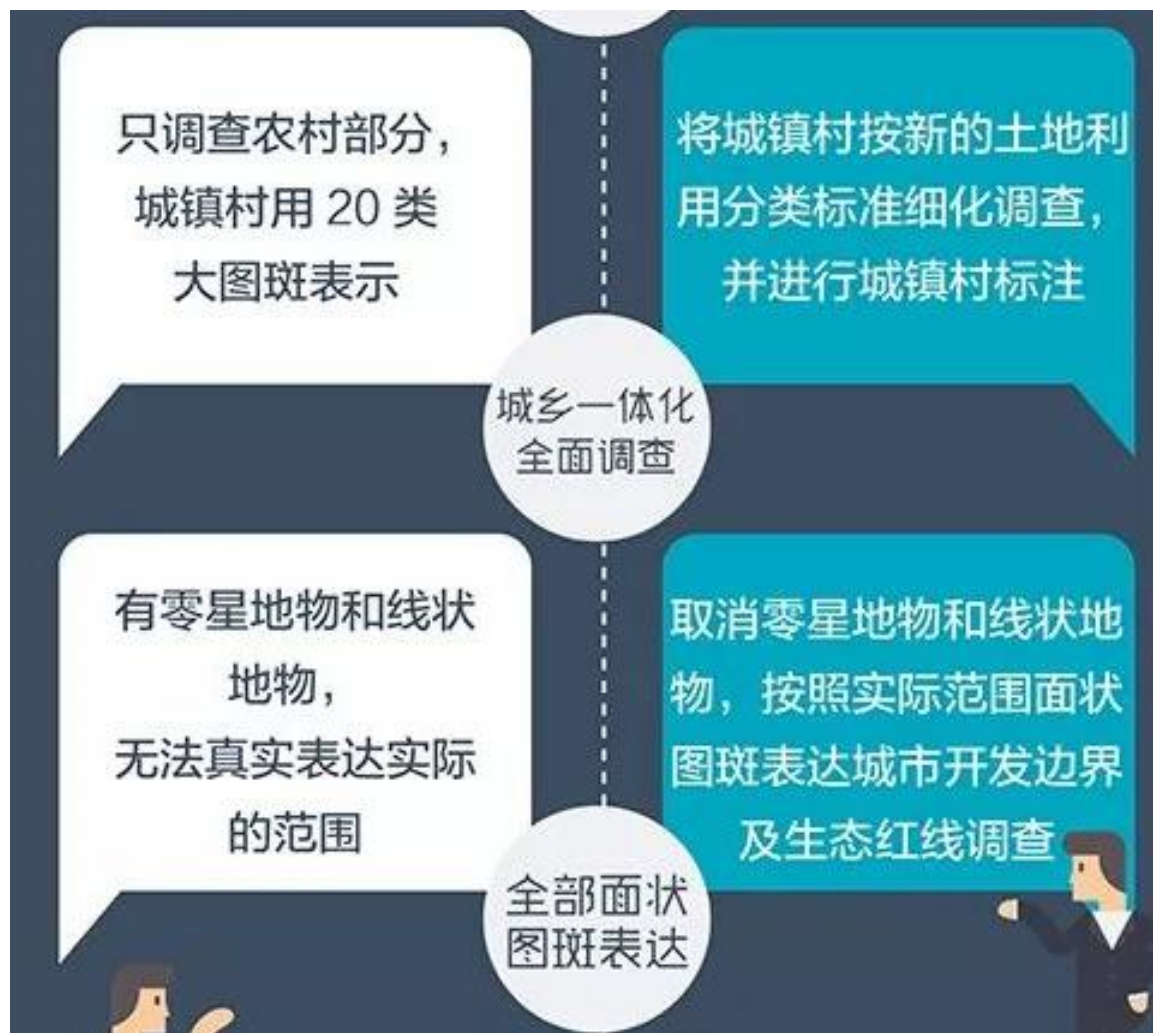 只调查农村部分，
城镇村用 20 类
大图斑表示
将城镇村按新的土地利
用分类标准细化调查，
并进行城镇村标注
城乡一体化
全面调查
有零星地物和线状
地物，
无法真实表达实际
的范围
取消零星地物和线状地
物，按照实际范围面状
图斑表达城市开发边界
及生态红线调查
全部面状
图斑表达